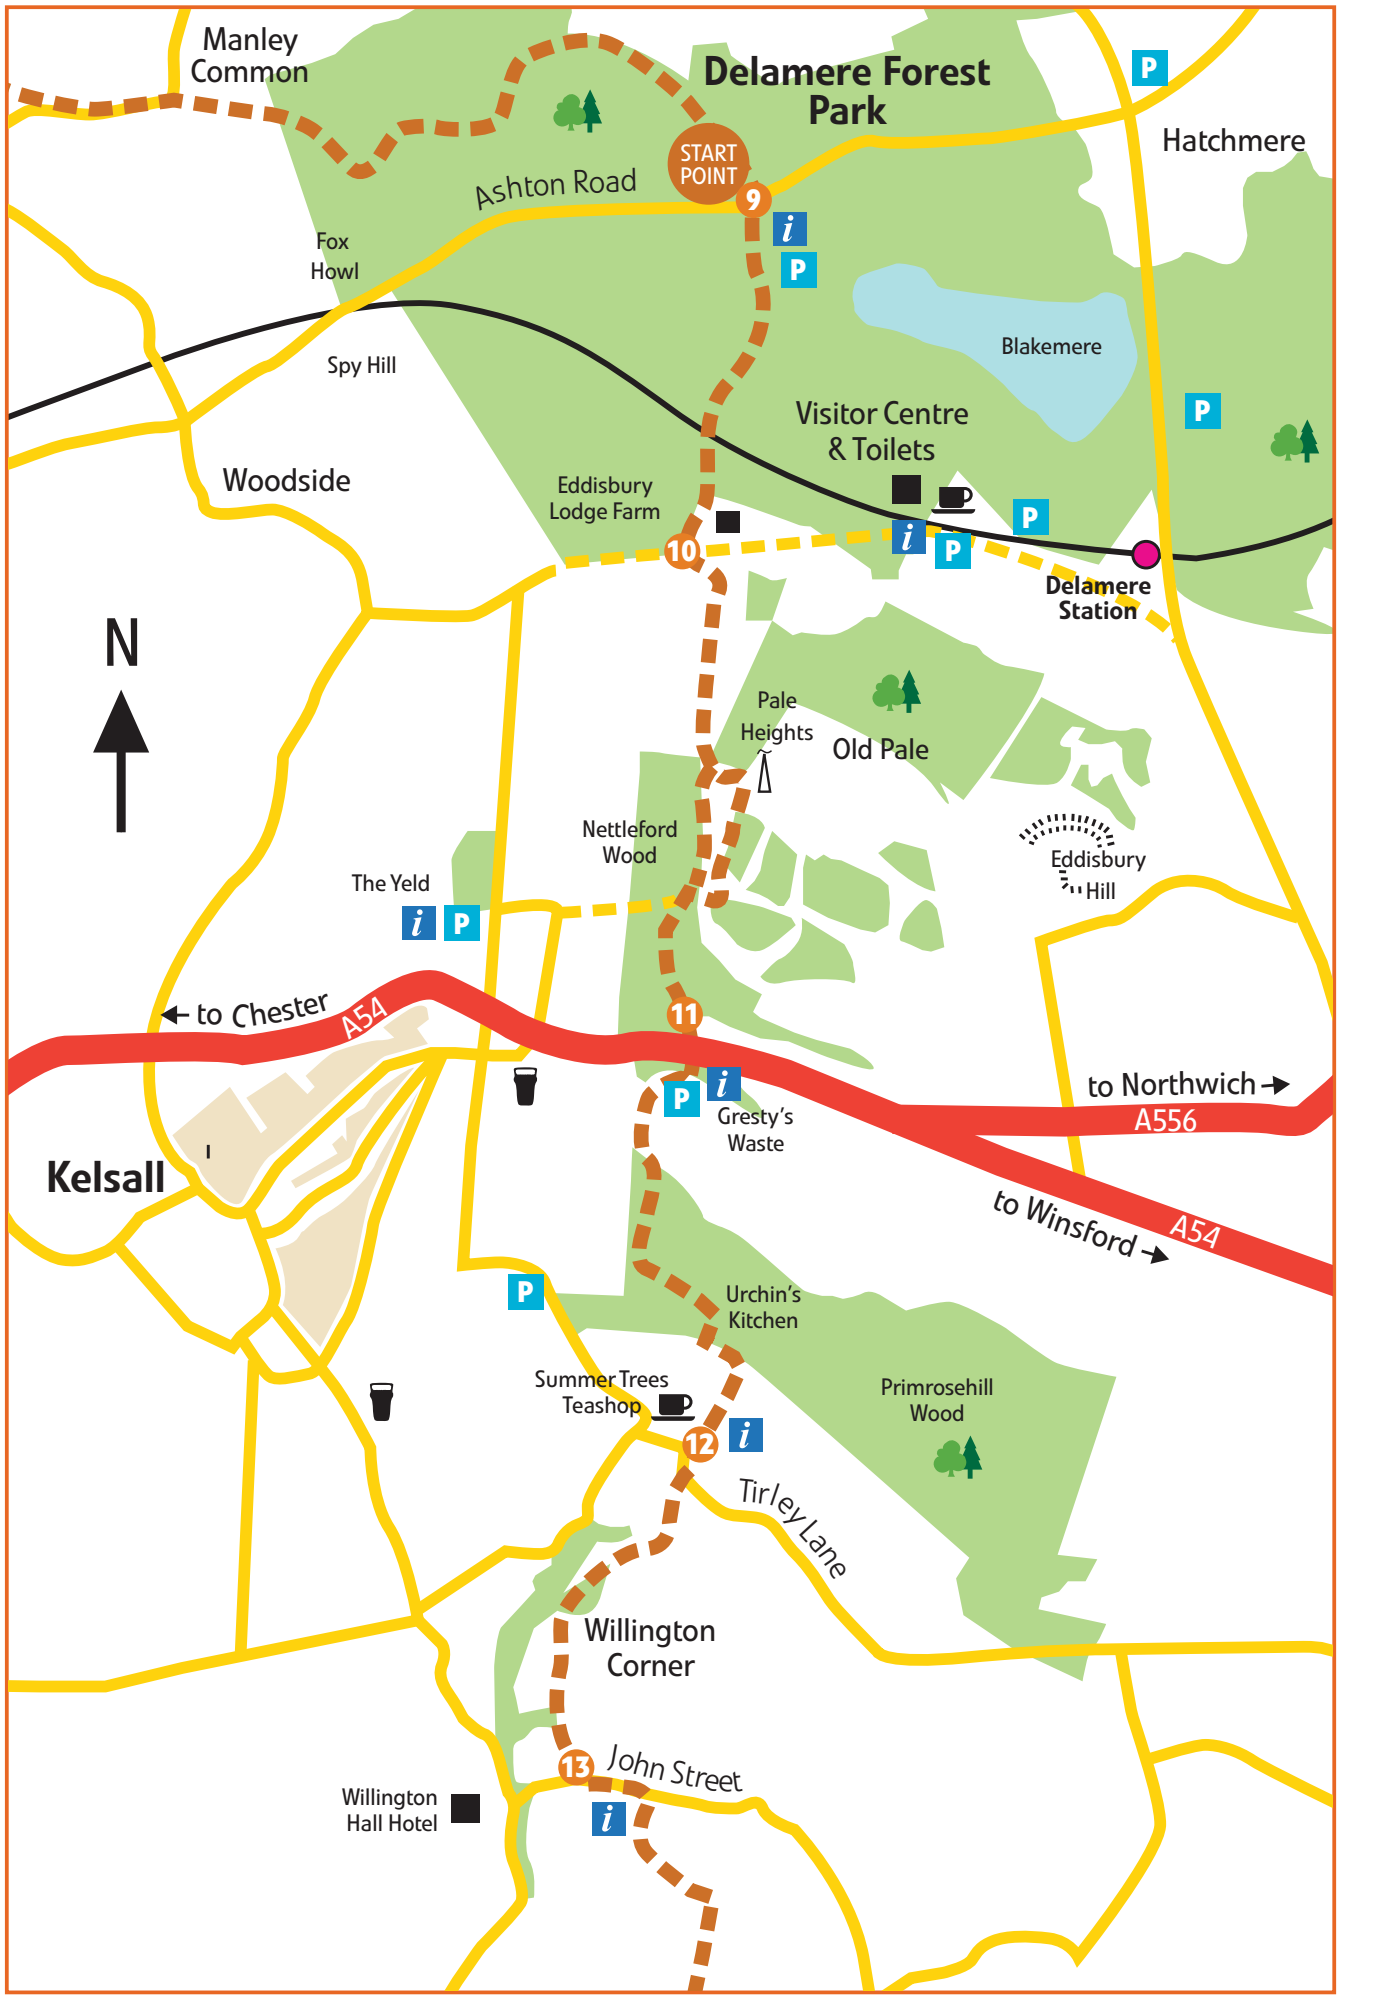 Manley
Common
Delamere Forest
Park
P
Hatchmere
START
POINT
Ashton Road
9
i
P
Fox
Howl
Blakemere
Spy Hill
Visitor Centre
& Toilets
P
Woodside
Eddisbury
Lodge Farm
P
i
P
10
Delamere
Station
N
Pale
Heights
Old Pale
Nettleford
Wood
Eddisbury
Hill
The Yeld
i
P
to Chester
A54
11
to Northwich
A556
P
i
Gresty's
Waste
Kelsall
I
to Winsford
A54
P
Urchin's
Kitchen
Summer Trees
Teashop
Primrosehill
Wood
12
i
Tirley Lane
Willington
Corner
13
John Street
Willington
Hall Hotel
i